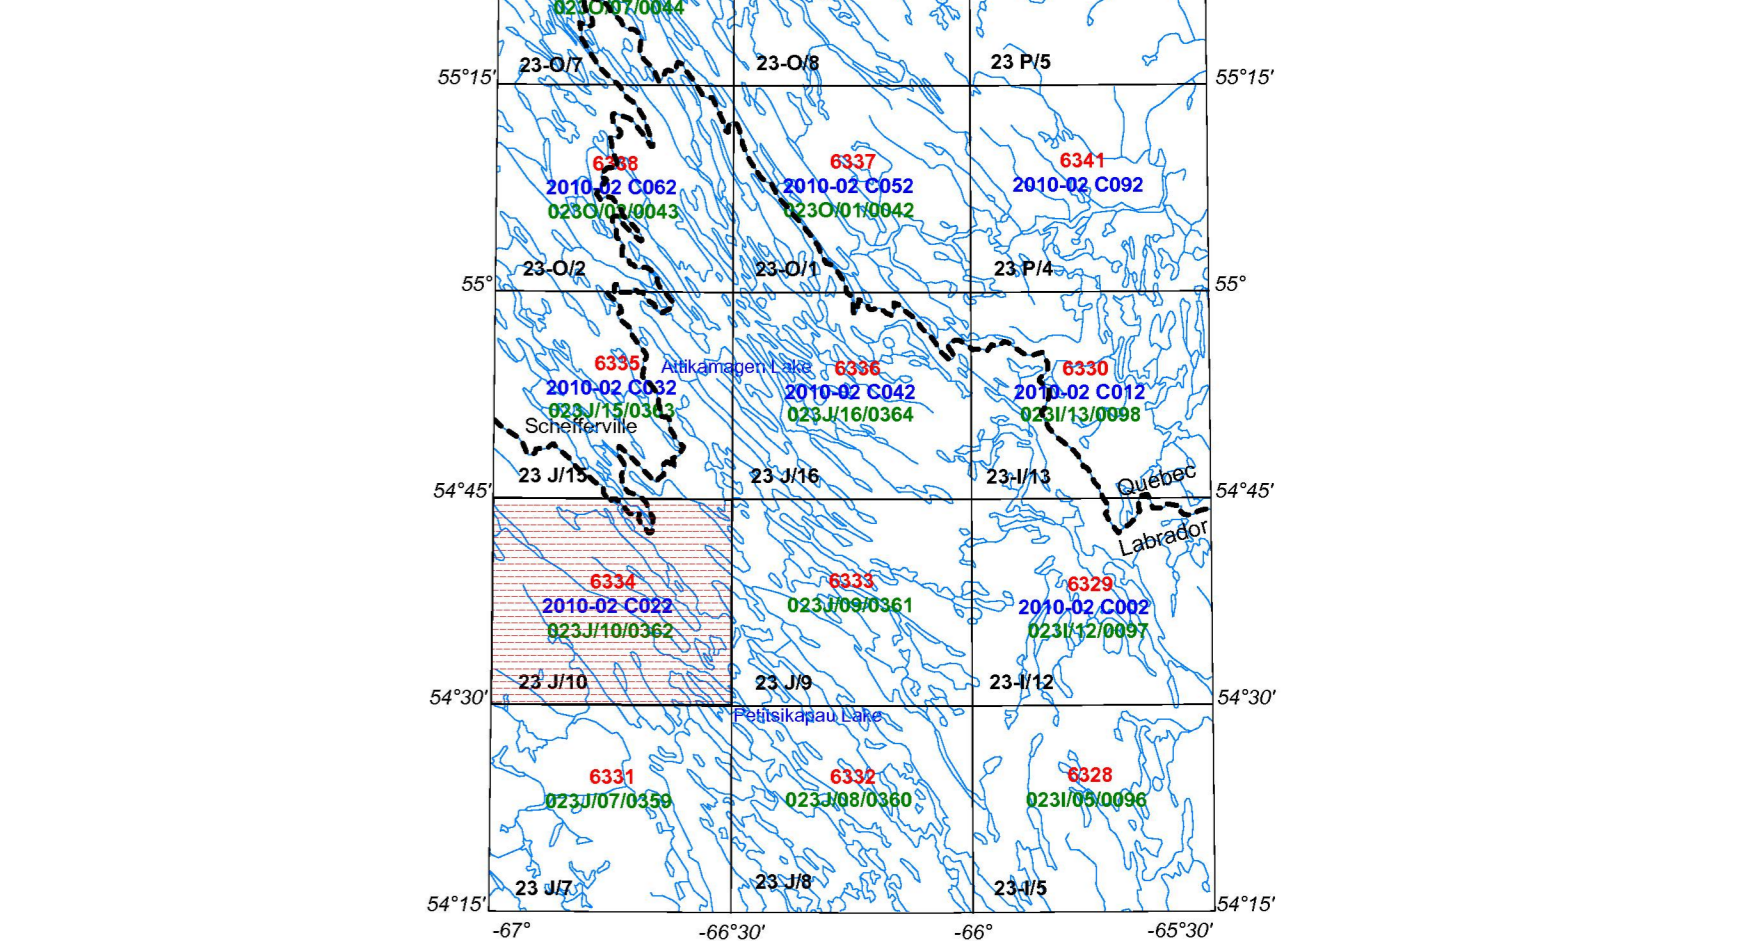 023O/07/0044
23-O/7
23-O/8
23 P/5
55°15'
55°15'
6338
6337
6341
2010-02 C062
2010-02 C052
2010-02 C092
023O/02/0043
023O/01/0042
23-O/2
23-O/1
23 P/4
55°
55°
6335
Attikamagen Lake
6336
6330
2010-02 C032
2010-02 C042
2010-02 C012
023J/15/0363
023J/16/0364
023I/13/0098
Schefferville
23 J/15
23 J/16
23-I/13
Quebec
54°45'
54°45'
Labrador
6334
6333
6329
2010-02 C022
023J/09/0361
2010-02 C002
023J/10/0362
023I/12/0097
23 J/10
23 J/9
23-I/12
54°30'
54°30'
Petitsikapau Lake
6331
6332
6328
023J/07/0359
023J/08/0360
023I/05/0096
23 J/7
23 J/8
23-I/5
54°15'
54°15'
-67°
-66°30'
-66°
-65°30'